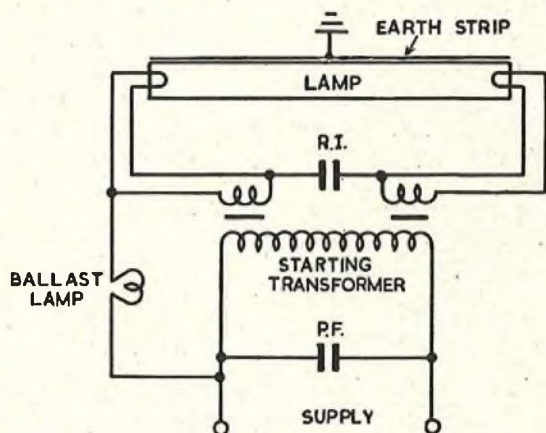 EARTH STRIP
LAMP
R.I.
STARTING
TRANSFORMER
BALLAST
LAMP
P.F.
SUPPLY